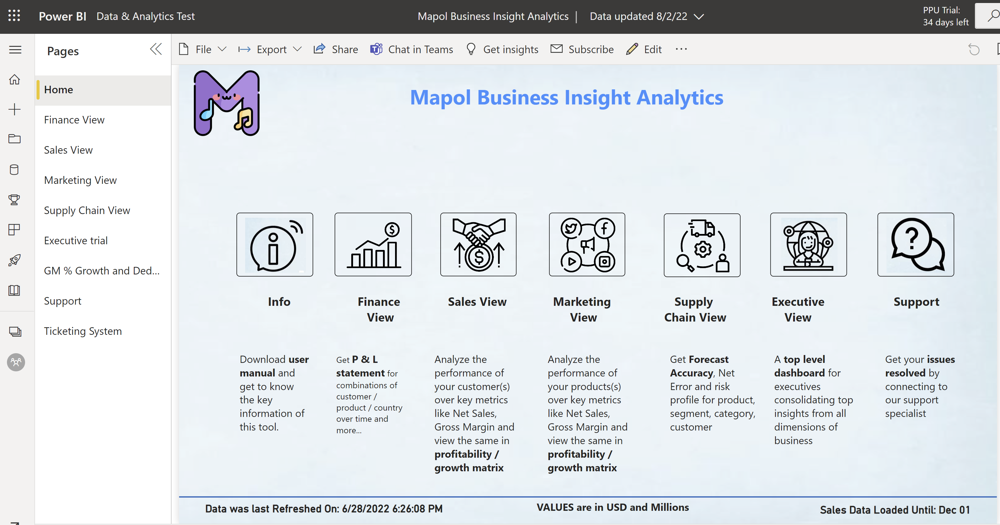 Power BI Data & Analytics Test
Mapol Business Insight Analytics | Data updated 8/2/22
PPU Trial:
34 days left
Pages
File
Export
Share
Chat in Teams
Get insights
Subscribe
Edit
Home
Finance View
Sales View
Marketing View
Supply Chain View
Executive trial
GM % Growth and Ded...
Support
Ticketing System
Mapol Business Insight Analytics
Info
Finance
View
Sales View
Marketing
View
Supply
Chain View
Executive
View
Support
Download user
manual and
get to know
the key
information of
this tool.
Get P & L
statement for
combinations of
customer /
product / country
over time and
more...
Analyze the
performance of
your customer(s)
over key metrics
like Net Sales,
Gross Margin and
view the same in
profitability /
growth matrix
Analyze the
performance of
your products(s)
over key metrics
like Net Sales,
Gross Margin and
view the same in
profitability /
growth matrix
Get Forecast
Accuracy, Net
Error and risk
profile for product,
segment, category,
customer
A top level
dashboard for
executives
consolidating top
insights from all
dimensions of
business
Get your issues
resolved by
connecting to
our support
specialist
Data was last Refreshed On: 6/28/2022 6:26:08 PM
VALUES are in USD and Millions
Sales Data Loaded Until: Dec 01